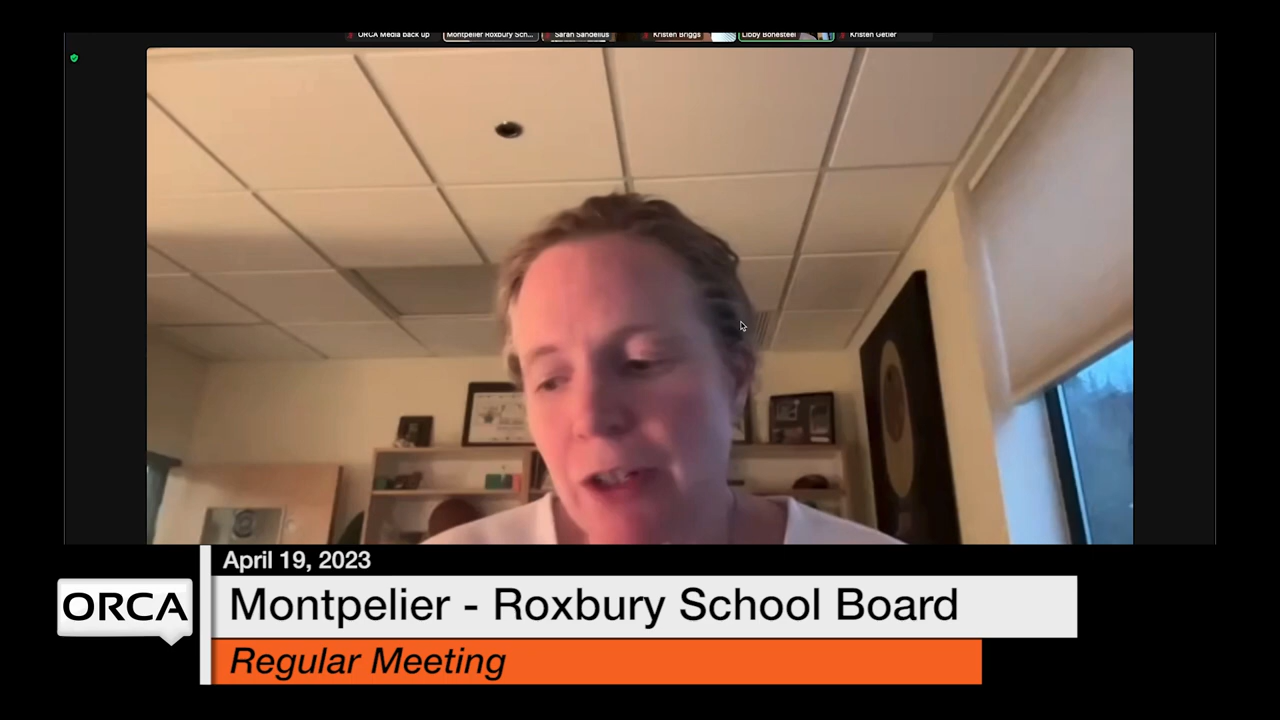 ORCA Media back up Montpelier Roxbury Sch... Sarah Sandelius Kristen Briggs Libby Bonesteel Kristen Getler
April 19, 2023
ORCA
Montpelier - Roxbury School Board
Regular Meeting